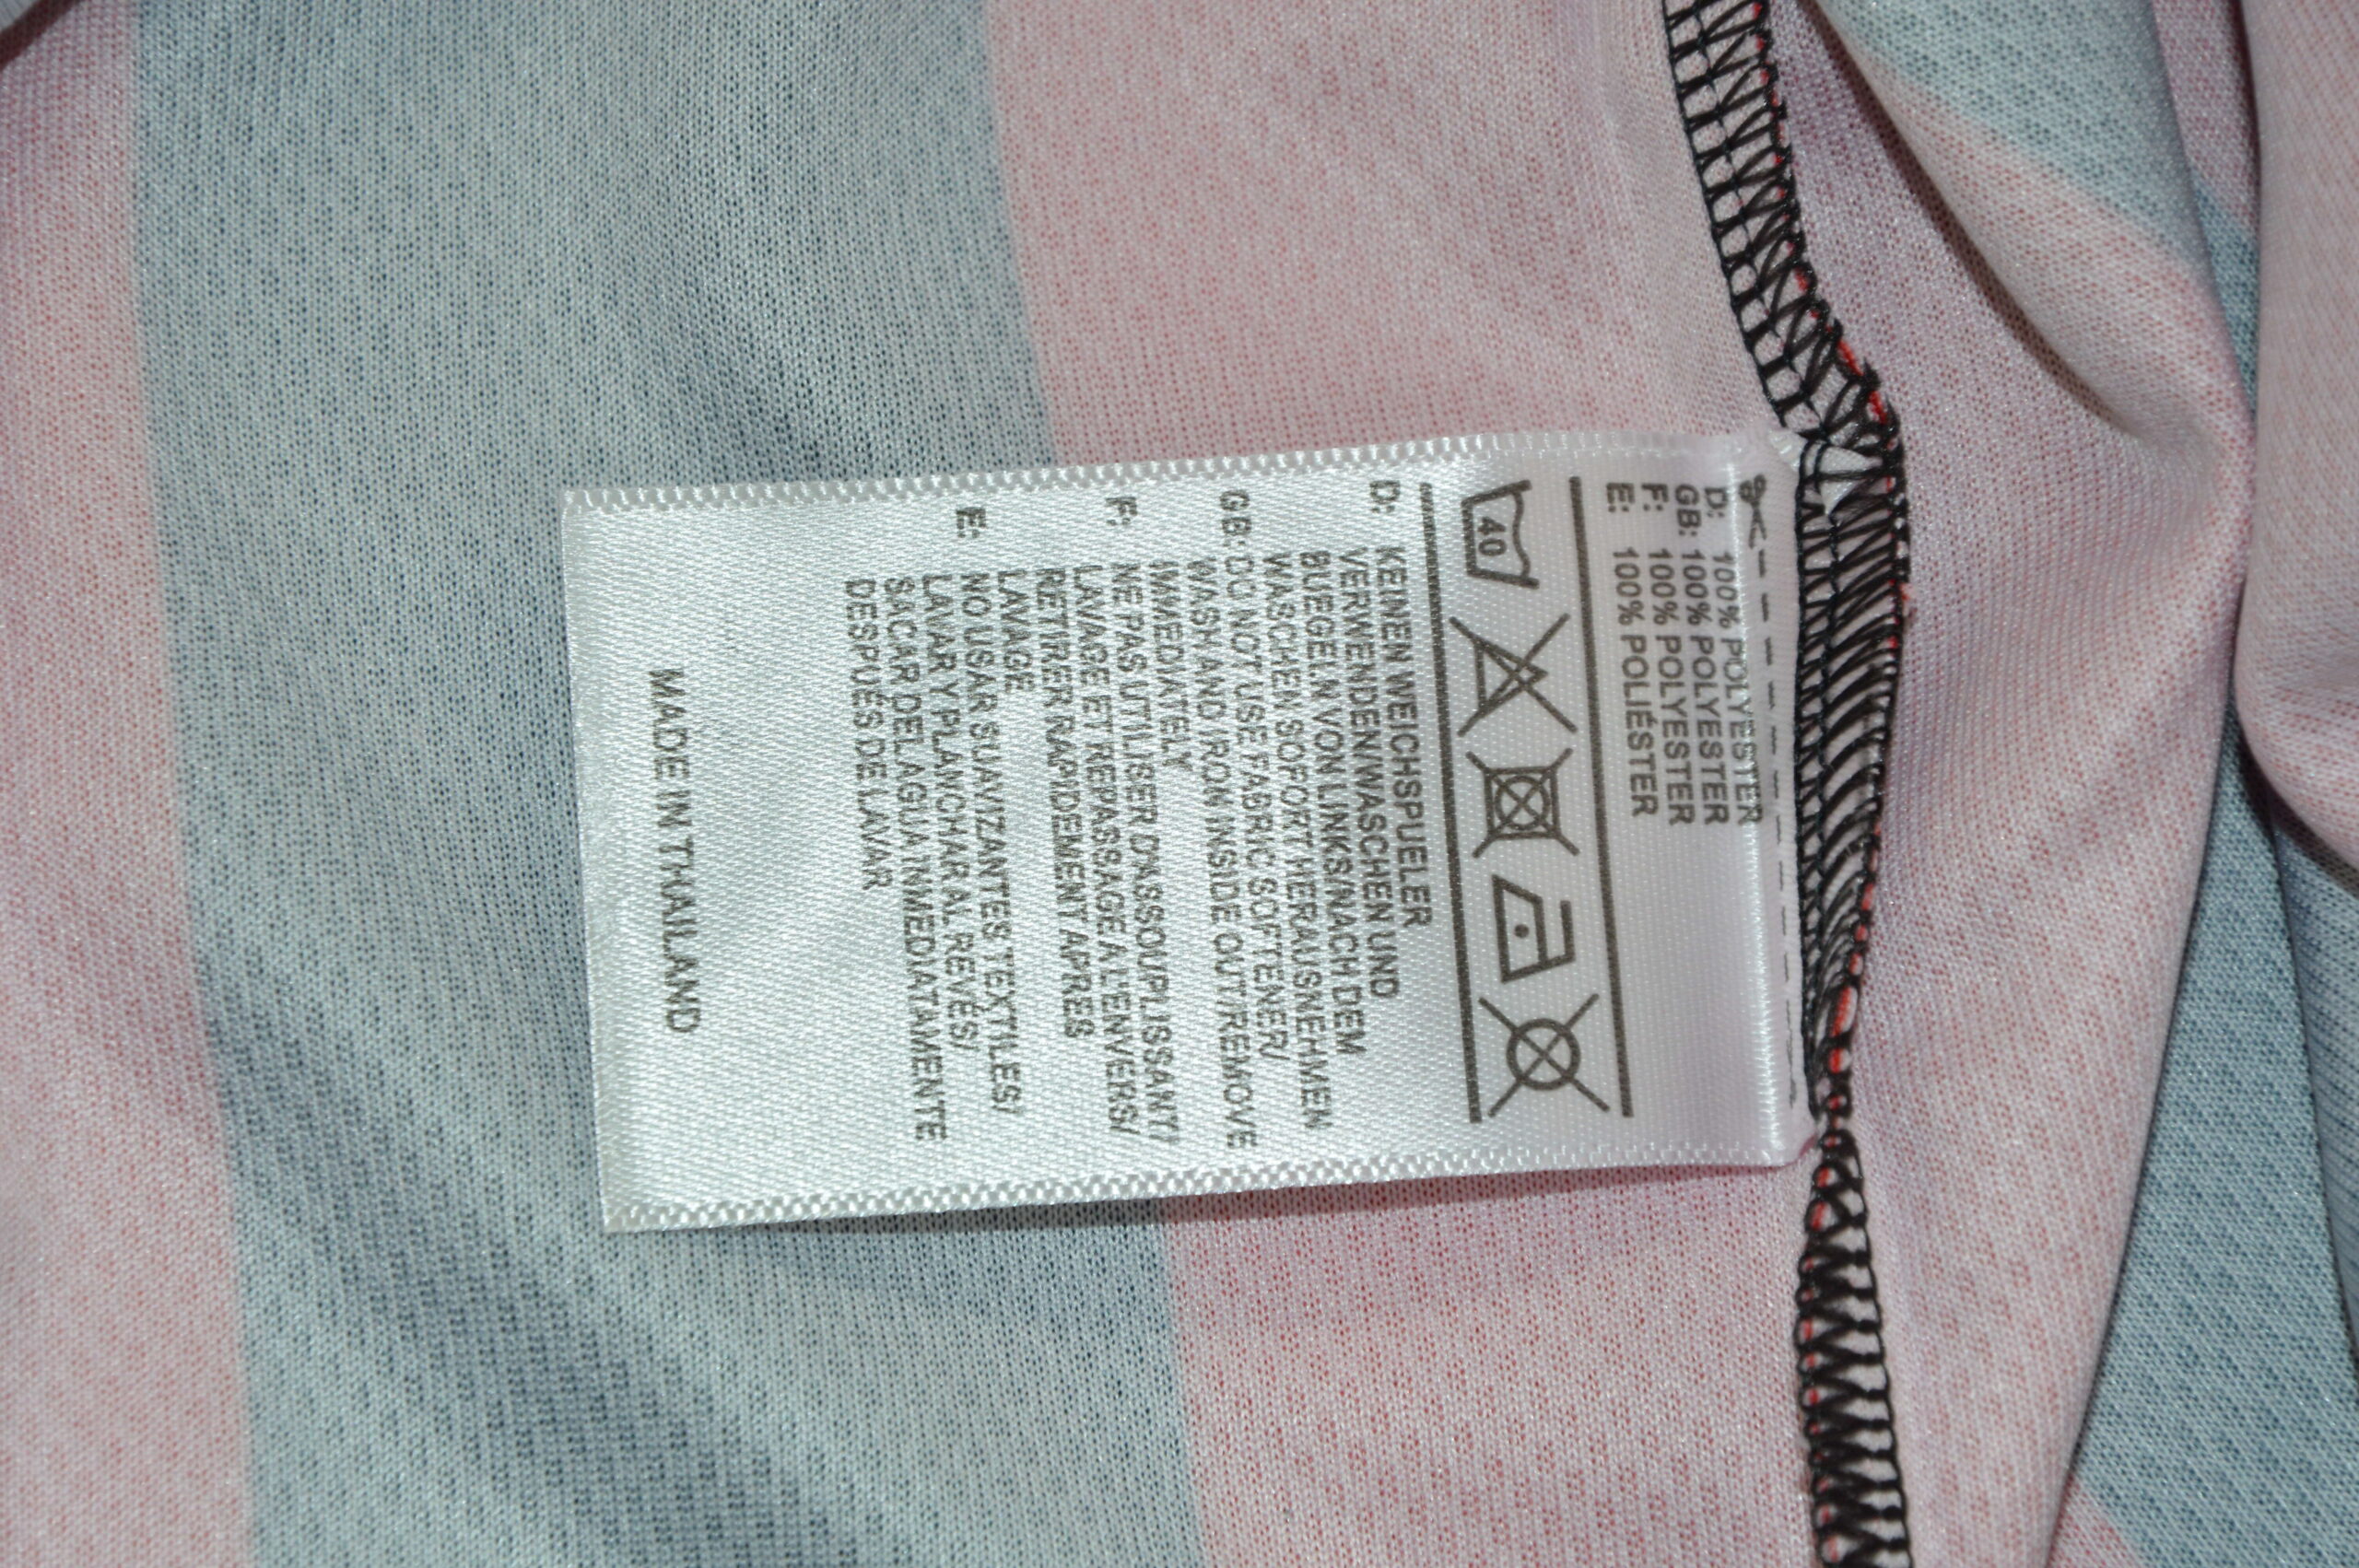 D: 100% POLYESTER
GB: 100% POLYESTER
F: 100% POLYESTER
E: 100% POLIÉSTER
40
D: KEINEN WEICHSPUELER
VERWENDEN/WASCHEN UND
BUEGELN VON LINKS/NACH DEM
WASCHEN SOFORT HERAUSNEHMEN
GB: DO NOT USE FABRIC SOFTENER/
WASH AND IRON INSIDE OUT/REMOVE
IMMEDIATELY
F: NE PAS UTILISER D'ASSOUPLISSANT/
LAVAGE ET REPASSAGE A L'ENVERS/
RETIRER RAPIDEMENT APRES
LAVAGE
E: NO USAR SUAVIZANTES TEXTILES/
LAVAR Y PLANCHAR AL REVÉS/
SACAR DEL AGUA INMEDIATAMENTE
DESPUÉS DE LAVAR
MADE IN THAILAND